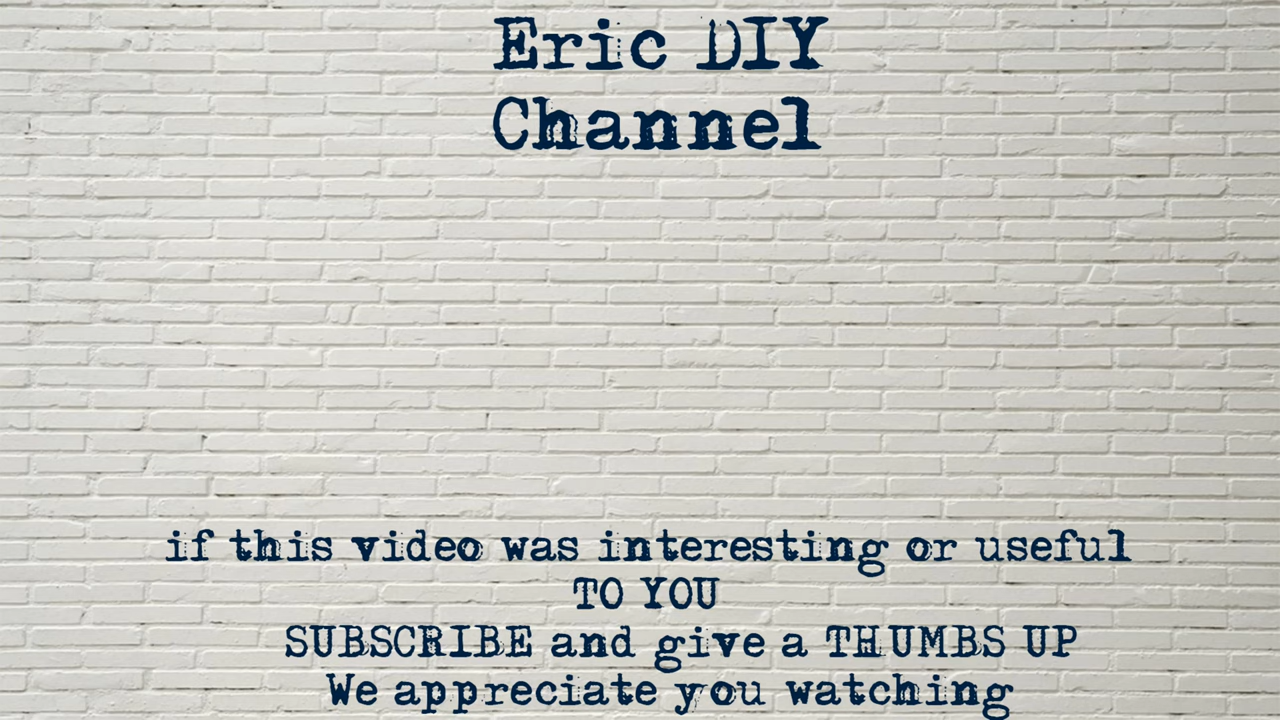 Eric DIY
Channel
if this video was interesting or useful
TO YOU
SUBSCRIBE and give a THUMBS UP
We appreciate you watching